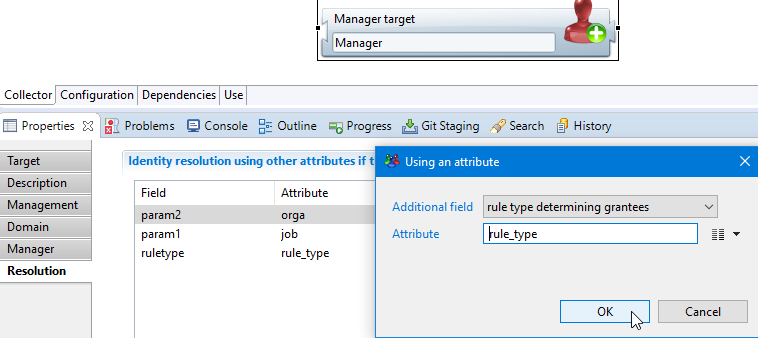 Manager target
Manager
Collector Configuration Dependencies Use
Properties Problems Console Outline Progress Git Staging Search History
Target
Description
Management
Domain
Manager
Resolution
Identity resolution using other attributes if t
Field Attribute
param2 orga
param1 job
ruletype rule_type
Using an attribute
Additional field rule type determining grantees
Attribute rule_type
OK Cancel